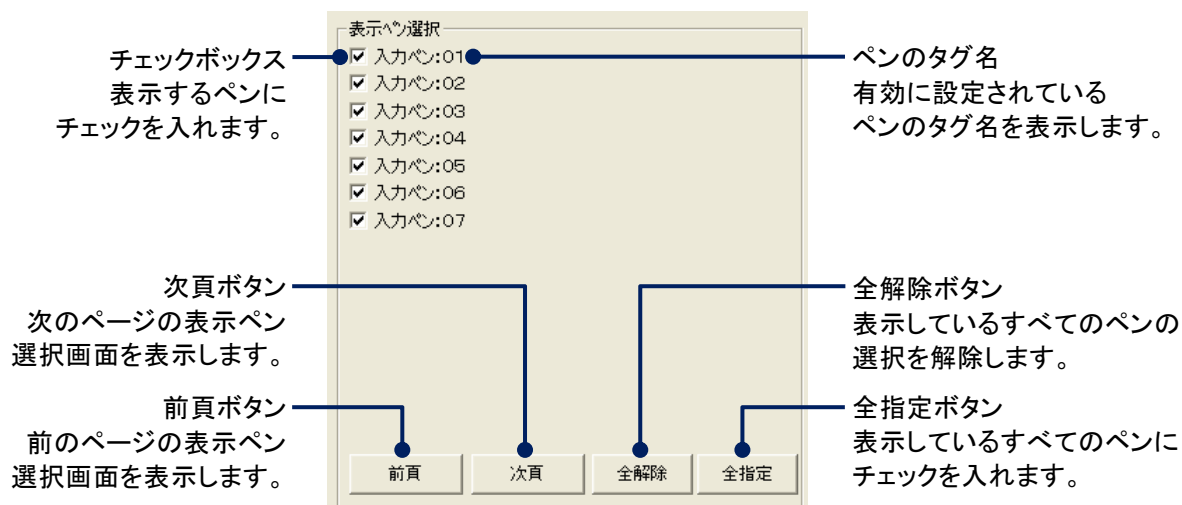 表示ペン選択
チェックボックス
表示するペンに
チェックを入れます。
入力ペン:01
入力ペン:02
入力ペン:03
入力ペン:04
入力ペン:05
入力ペン:06
入力ペン:07
ペンのタグ名
有効に設定されている
ペンのタグ名を表示します。
次頁ボタン
次のページの表示ペン
選択画面を表示します。
前頁ボタン
前のページの表示ペン
選択画面を表示します。
全解除ボタン
表示しているすべてのペンの
選択を解除します。
全指定ボタン
表示しているすべてのペンに
チェックを入れます。
前頁
次頁
全解除
全指定